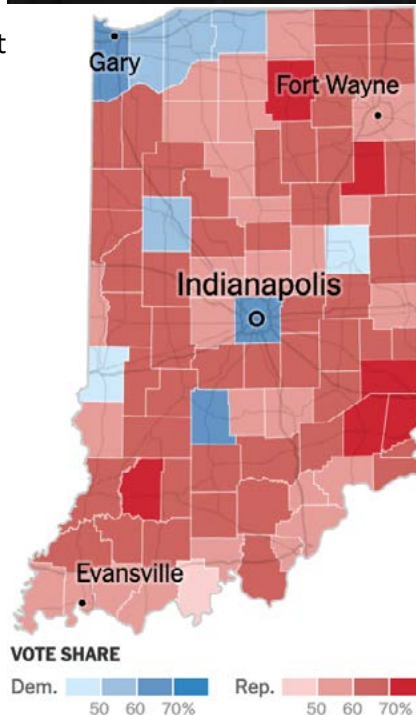 t
Gary
Fort Wayne
Indianapolis
Evansville
VOTE SHARE
Dem. 50 60 70% Rep. 50 60 70%